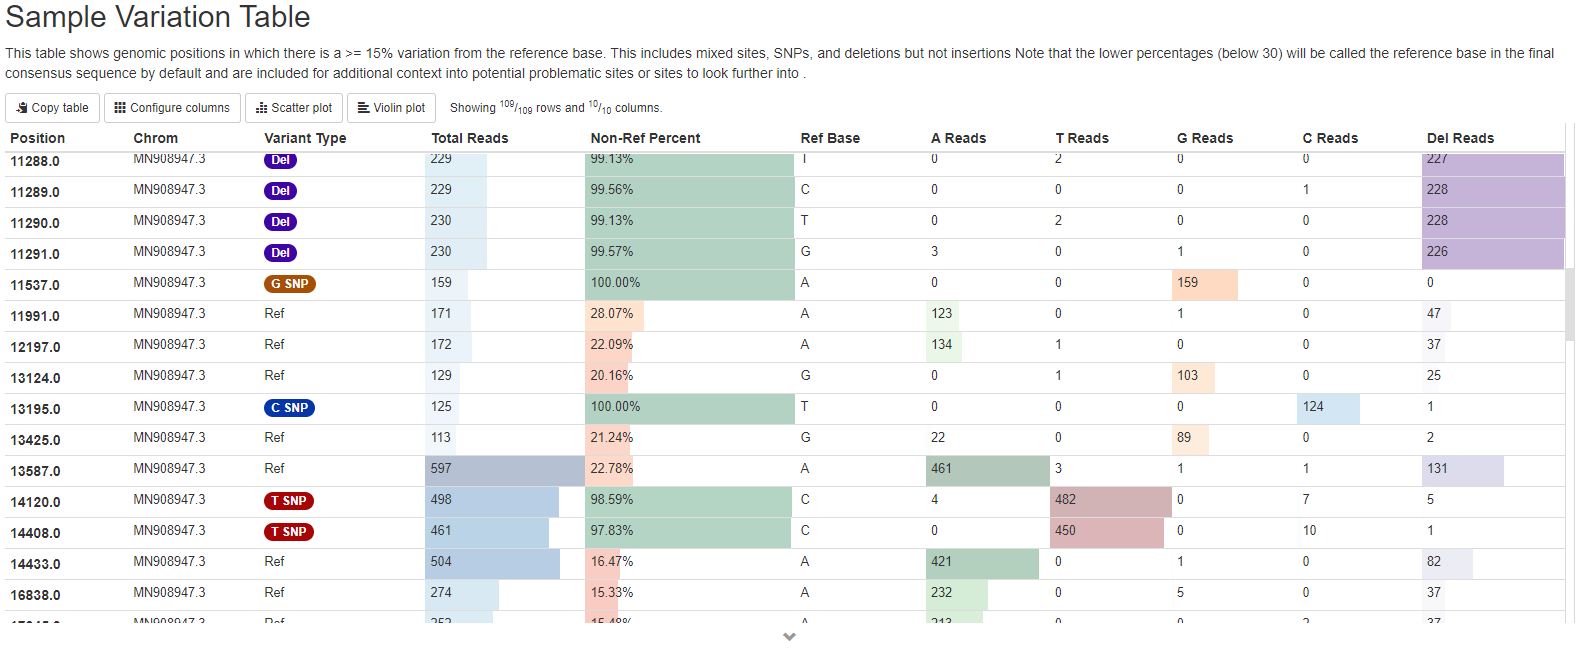 Sample Variation Table
This table shows genomic positions in which there is a >= 15% variation from the reference base. This includes mixed sites, SNPs, and deletions but not insertions Note that the lower percentages (below 30) will be called the reference base in the final
consensus sequence by default and are included for additional context into potential problematic sites or sites to look further into .
Copy table Configure columns Scatter plot Violin plot Showing 109/109 rows and 10/10 columns.
Position Chrom Variant Type Total Reads Non-Ref Percent Ref Base A Reads T Reads G Reads C Reads Del Reads
11288.0 MN908947.3 Del 229 99.13% T 0 2 0 0 227
11289.0 MN908947.3 Del 229 99.56% C 0 0 0 1 228
11290.0 MN908947.3 Del 230 99.13% T 0 2 0 0 228
11291.0 MN908947.3 Del 230 99.57% G 3 0 1 0 226
11537.0 MN908947.3 G SNP 159 100.00% A 0 0 159 0 0
11991.0 MN908947.3 Ref 171 28.07% A 123 0 1 0 47
12197.0 MN908947.3 Ref 172 22.09% A 134 1 0 0 37
13124.0 MN908947.3 Ref 129 20.16% G 0 1 103 0 25
13195.0 MN908947.3 C SNP 125 100.00% T 0 0 0 124 1
13425.0 MN908947.3 Ref 113 21.24% G 22 0 89 0 2
13587.0 MN908947.3 Ref 597 22.78% A 461 3 1 1 131
14120.0 MN908947.3 T SNP 498 98.59% C 4 482 0 7 5
14408.0 MN908947.3 T SNP 461 97.83% C 0 450 0 10 1
14433.0 MN908947.3 Ref 504 16.47% A 421 0 1 0 82
16838.0 MN908947.3 Ref 274 15.33% A 232 0 5 0 37
MN908947.3 Ref 252 15.48% A 213 0 0 2 37